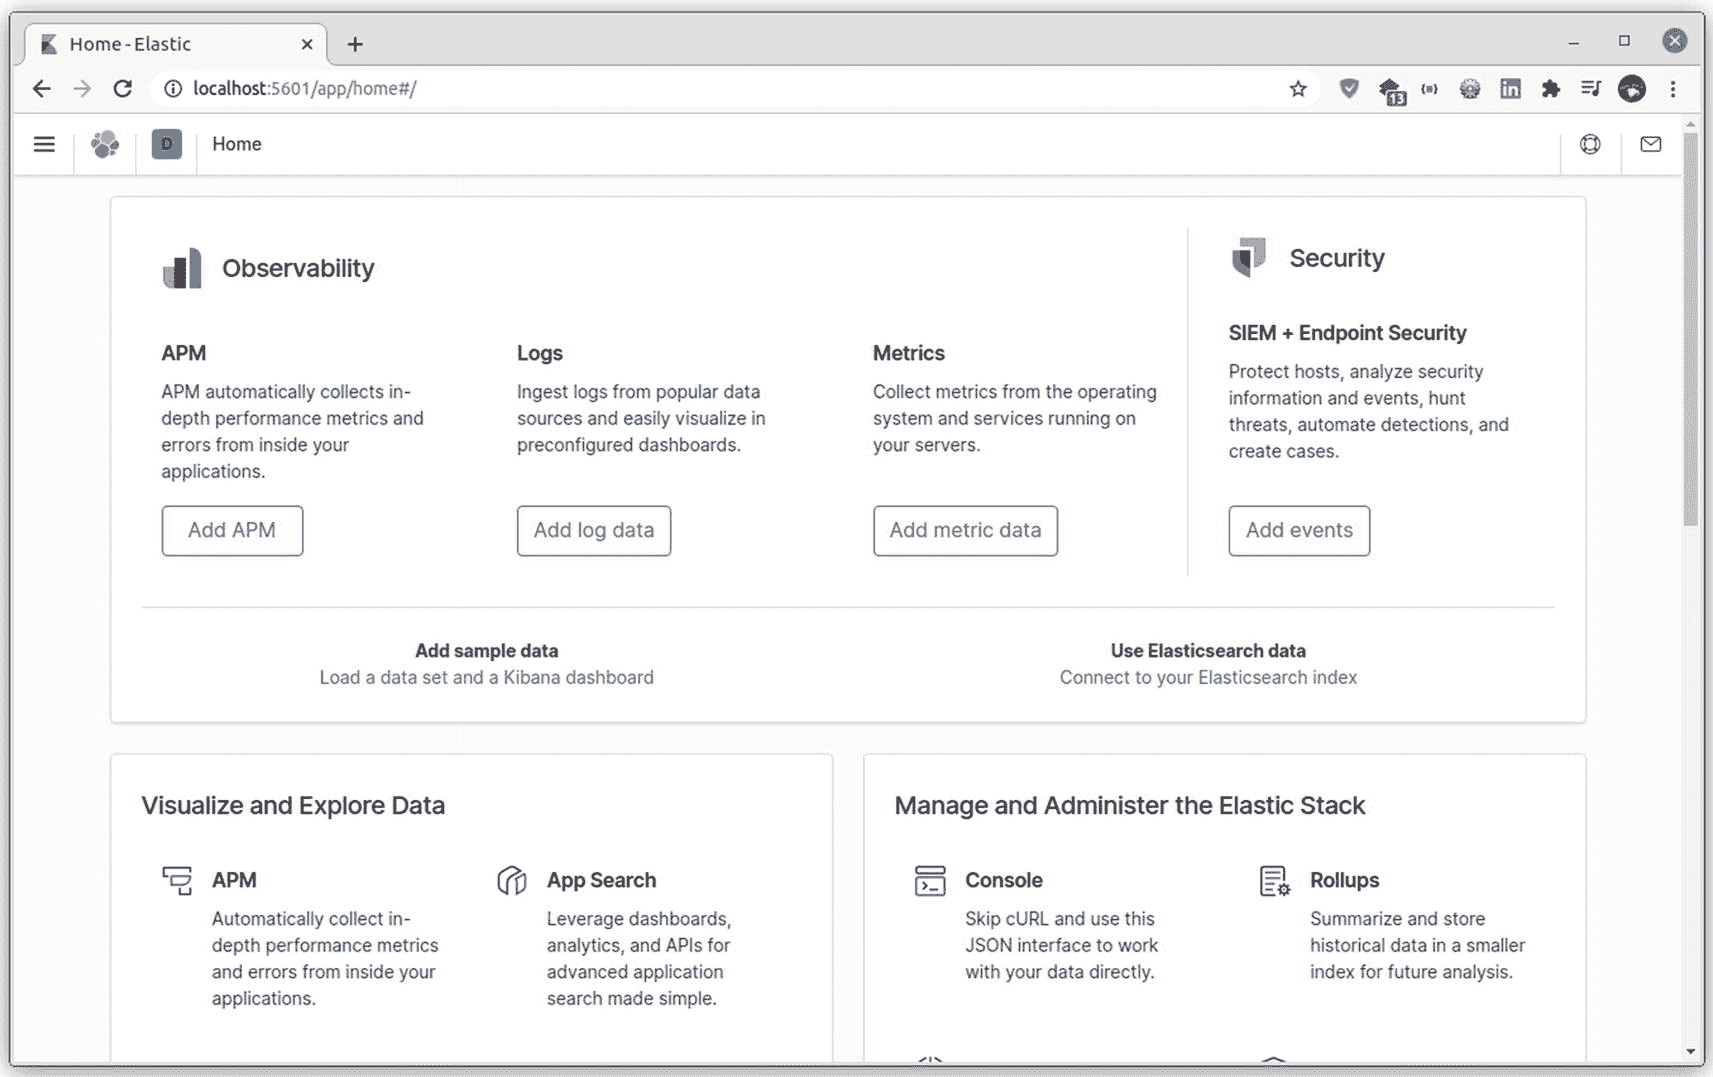 Home - Elastic
localhost:5601/app/home#/
13
D
Home
Observability
APM
APM automatically collects in-
depth performance metrics and
errors from inside your
applications.
Add APM
Logs
Ingest logs from popular data
sources and easily visualize in
preconfigured dashboards.
Add log data
Metrics
Collect metrics from the operating
system and services running on
your servers.
Add metric data
Security
SIEM + Endpoint Security
Protect hosts, analyze security
information and events, hunt
threats, automate detections, and
create cases.
Add events
Add sample data
Load a data set and a Kibana dashboard
Use Elasticsearch data
Connect to your Elasticsearch index
Visualize and Explore Data
APM
Automatically collect in-
depth performance metrics
and errors from inside your
applications.
App Search
Leverage dashboards,
analytics, and APIs for
advanced application
search made simple.
Manage and Administer the Elastic Stack
Console
Skip cURL and use this
JSON interface to work
with your data directly.
Rollups
Summarize and store
historical data in a smaller
index for future analysis.